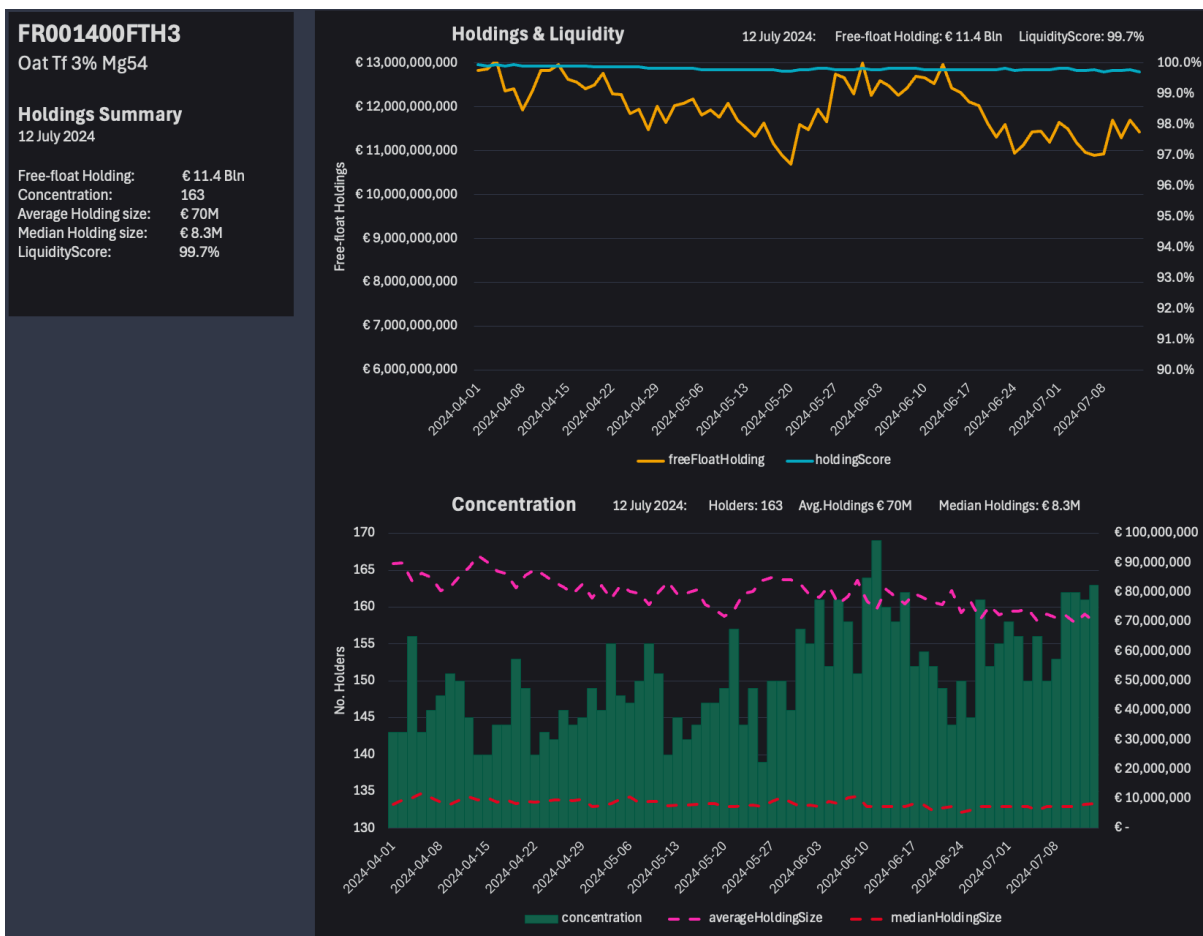 FR001400FTH3
Oat Tf 3% Mg54
Holdings Summary
12 July 2024
Free-float Holding: € 11.4 Bln
Concentration: 163
Average Holding size: € 70M
Median Holding size: € 8.3M
LiquidityScore: 99.7%
Holdings & Liquidity 12 July 2024: Free-float Holding: € 11.4 Bln LiquidityScore: 99.7%
€ 13,000,000,000 100.0%
99.0%
€ 12,000,000,000
98.0%
€ 11,000,000,000 97.0%
96.0%
€ 10,000,000,000
95.0%
€ 9,000,000,000
94.0%
€ 8,000,000,000 93.0%
92.0%
€ 7,000,000,000
91.0%
€ 6,000,000,000 90.0%
Free-float Holdings
2024-04-01 2024-04-08 2024-04-15 2024-04-22 2024-04-29 2024-05-06 2024-05-13 2024-05-20 2024-05-27 2024-06-03 2024-06-10 2024-06-17 2024-06-24 2024-07-01 2024-07-08
freeFloatHolding holdingScore
Concentration 12 July 2024: Holders: 163 Avg.Holdings € 70M Median Holdings: € 8.3M
170 € 100,000,000
€ 90,000,000
165
€ 80,000,000
160
€ 70,000,000
155
€ 60,000,000
150 € 50,000,000
145 € 40,000,000
€ 30,000,000
140
€ 20,000,000
135
€ 10,000,000
130 € -
No. Holders
2024-04-01 2024-04-08 2024-04-15 2024-04-22 2024-04-29 2024-05-06 2024-05-13 2024-05-20 2024-05-27 2024-06-03 2024-06-10 2024-06-17 2024-06-24 2024-07-01 2024-07-08
concentration averageHoldingSize medianHoldingSize